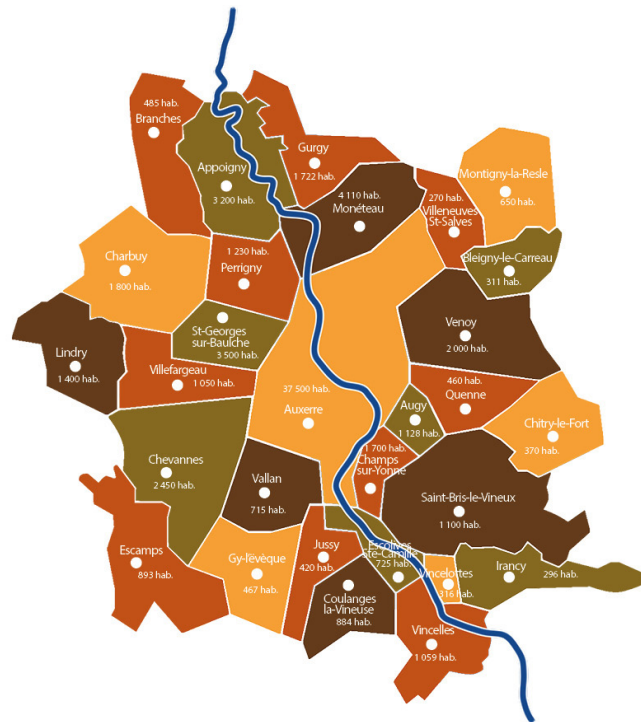 485 hab.
Branches
Appoigny
3 200 hab.
Gurgy
1 722 hab.
4 110 hab.
Monéteau
270 hab.
Villeneuves
St-Salves
Montigny-la-Resle
650 hab.
Bleigny-le-Carreau
311 hab.
Charbuy
1 800 hab.
1 230 hab.
Perrigny
St-Georges
sur-Baulche
3 500 hab.
Venoy
2 000 hab.
Lindry
1 400 hab.
Villefargeau
1 050 hab.
37 500 hab.
Auxerre
Augy
1 128 hab.
460 hab.
Quenne
Chitry-le-Fort
370 hab.
Chevannes
2 450 hab.
Vallan
715 hab.
1 700 hab.
Champs
sur-Yonne
Saint-Bris-le-Vineux
1 100 hab.
Escamps
893 hab.
Gy-l'évèque
467 hab.
Jussy
420 hab.
Escolives
Ste-Camille
725 hab.
Vincelottes
316 hab.
Irancy
296 hab.
Coulanges
la-Vineuse
884 hab.
Vincelles
1 059 hab.